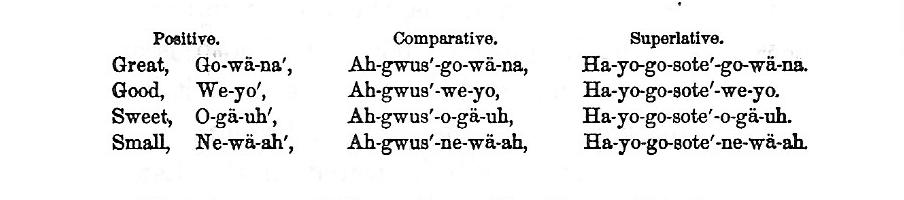 Positive. Comparative. Superlative.
Great, Go-wä-na′, Ah-gwus′-go-wä-na, Ha-yo-go-sote′-go-wä-na.
Good, We-yo′, Ah-gwus′-we-yo, Ha-yo-go-sote′-we-yo.
Sweet, O-gä-uh′, Ah-gwus′-o-gä-uh, Ha-yo-go-sote′-o-gä-uh.
Small, Ne-wä-ah′, Ah-gwus′-ne-wä-ah, Ha-yo-go-sote′-ne-wä-ah.